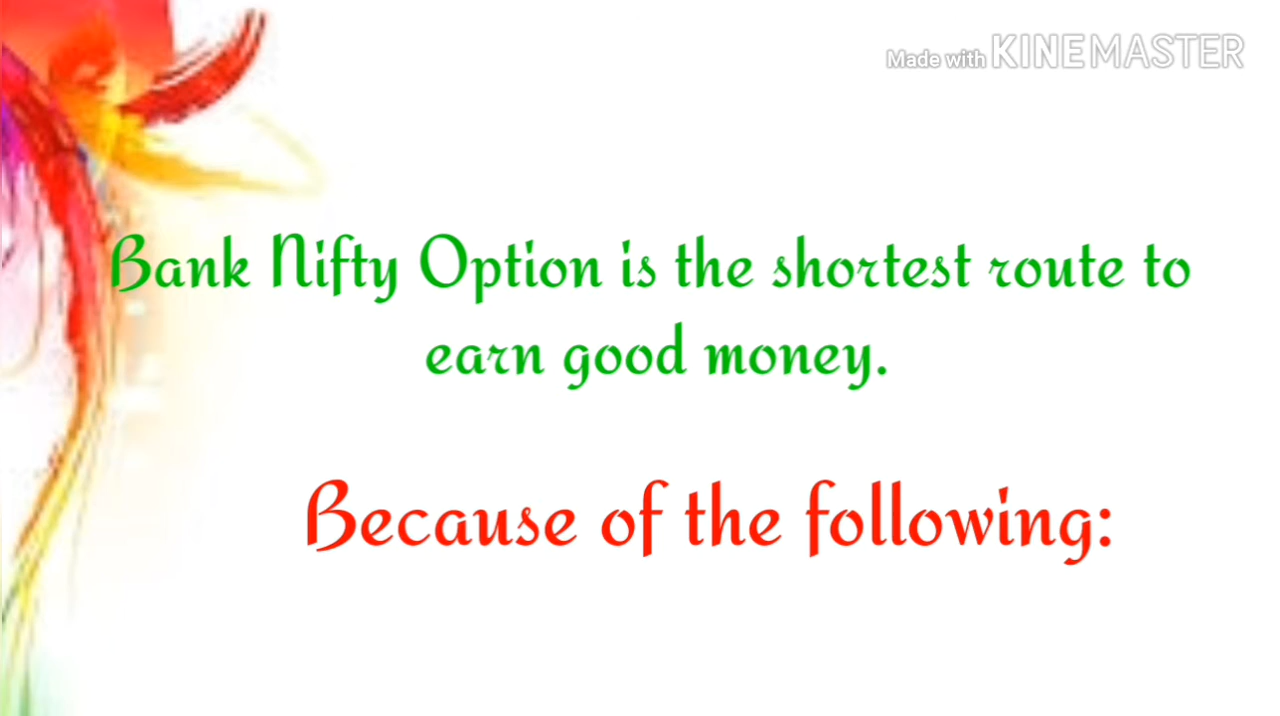 Made with KINEMASTER
Bank Nifty Option is the shortest route to
earn good money.
Because of the following: